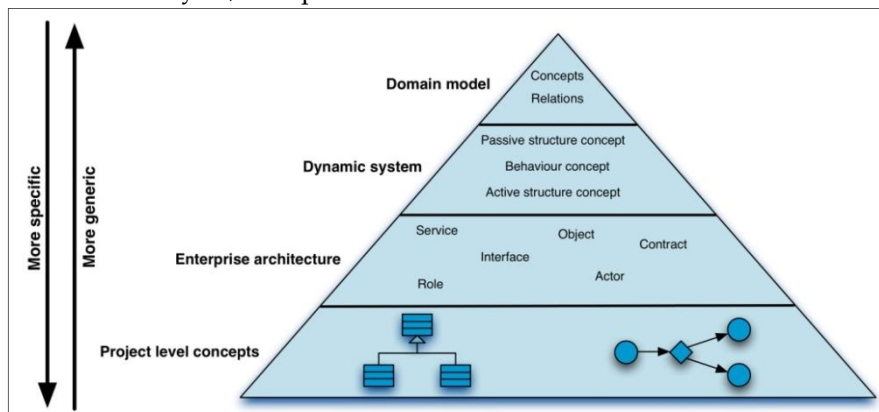 Domain model
Concepts
Relations
Dynamic system
Passive structure concept
Behaviour concept
Active structure concept
Enterprise architecture
Service
Object
Contract
Interface
Role
Actor
Project level concepts
More specific
More generic